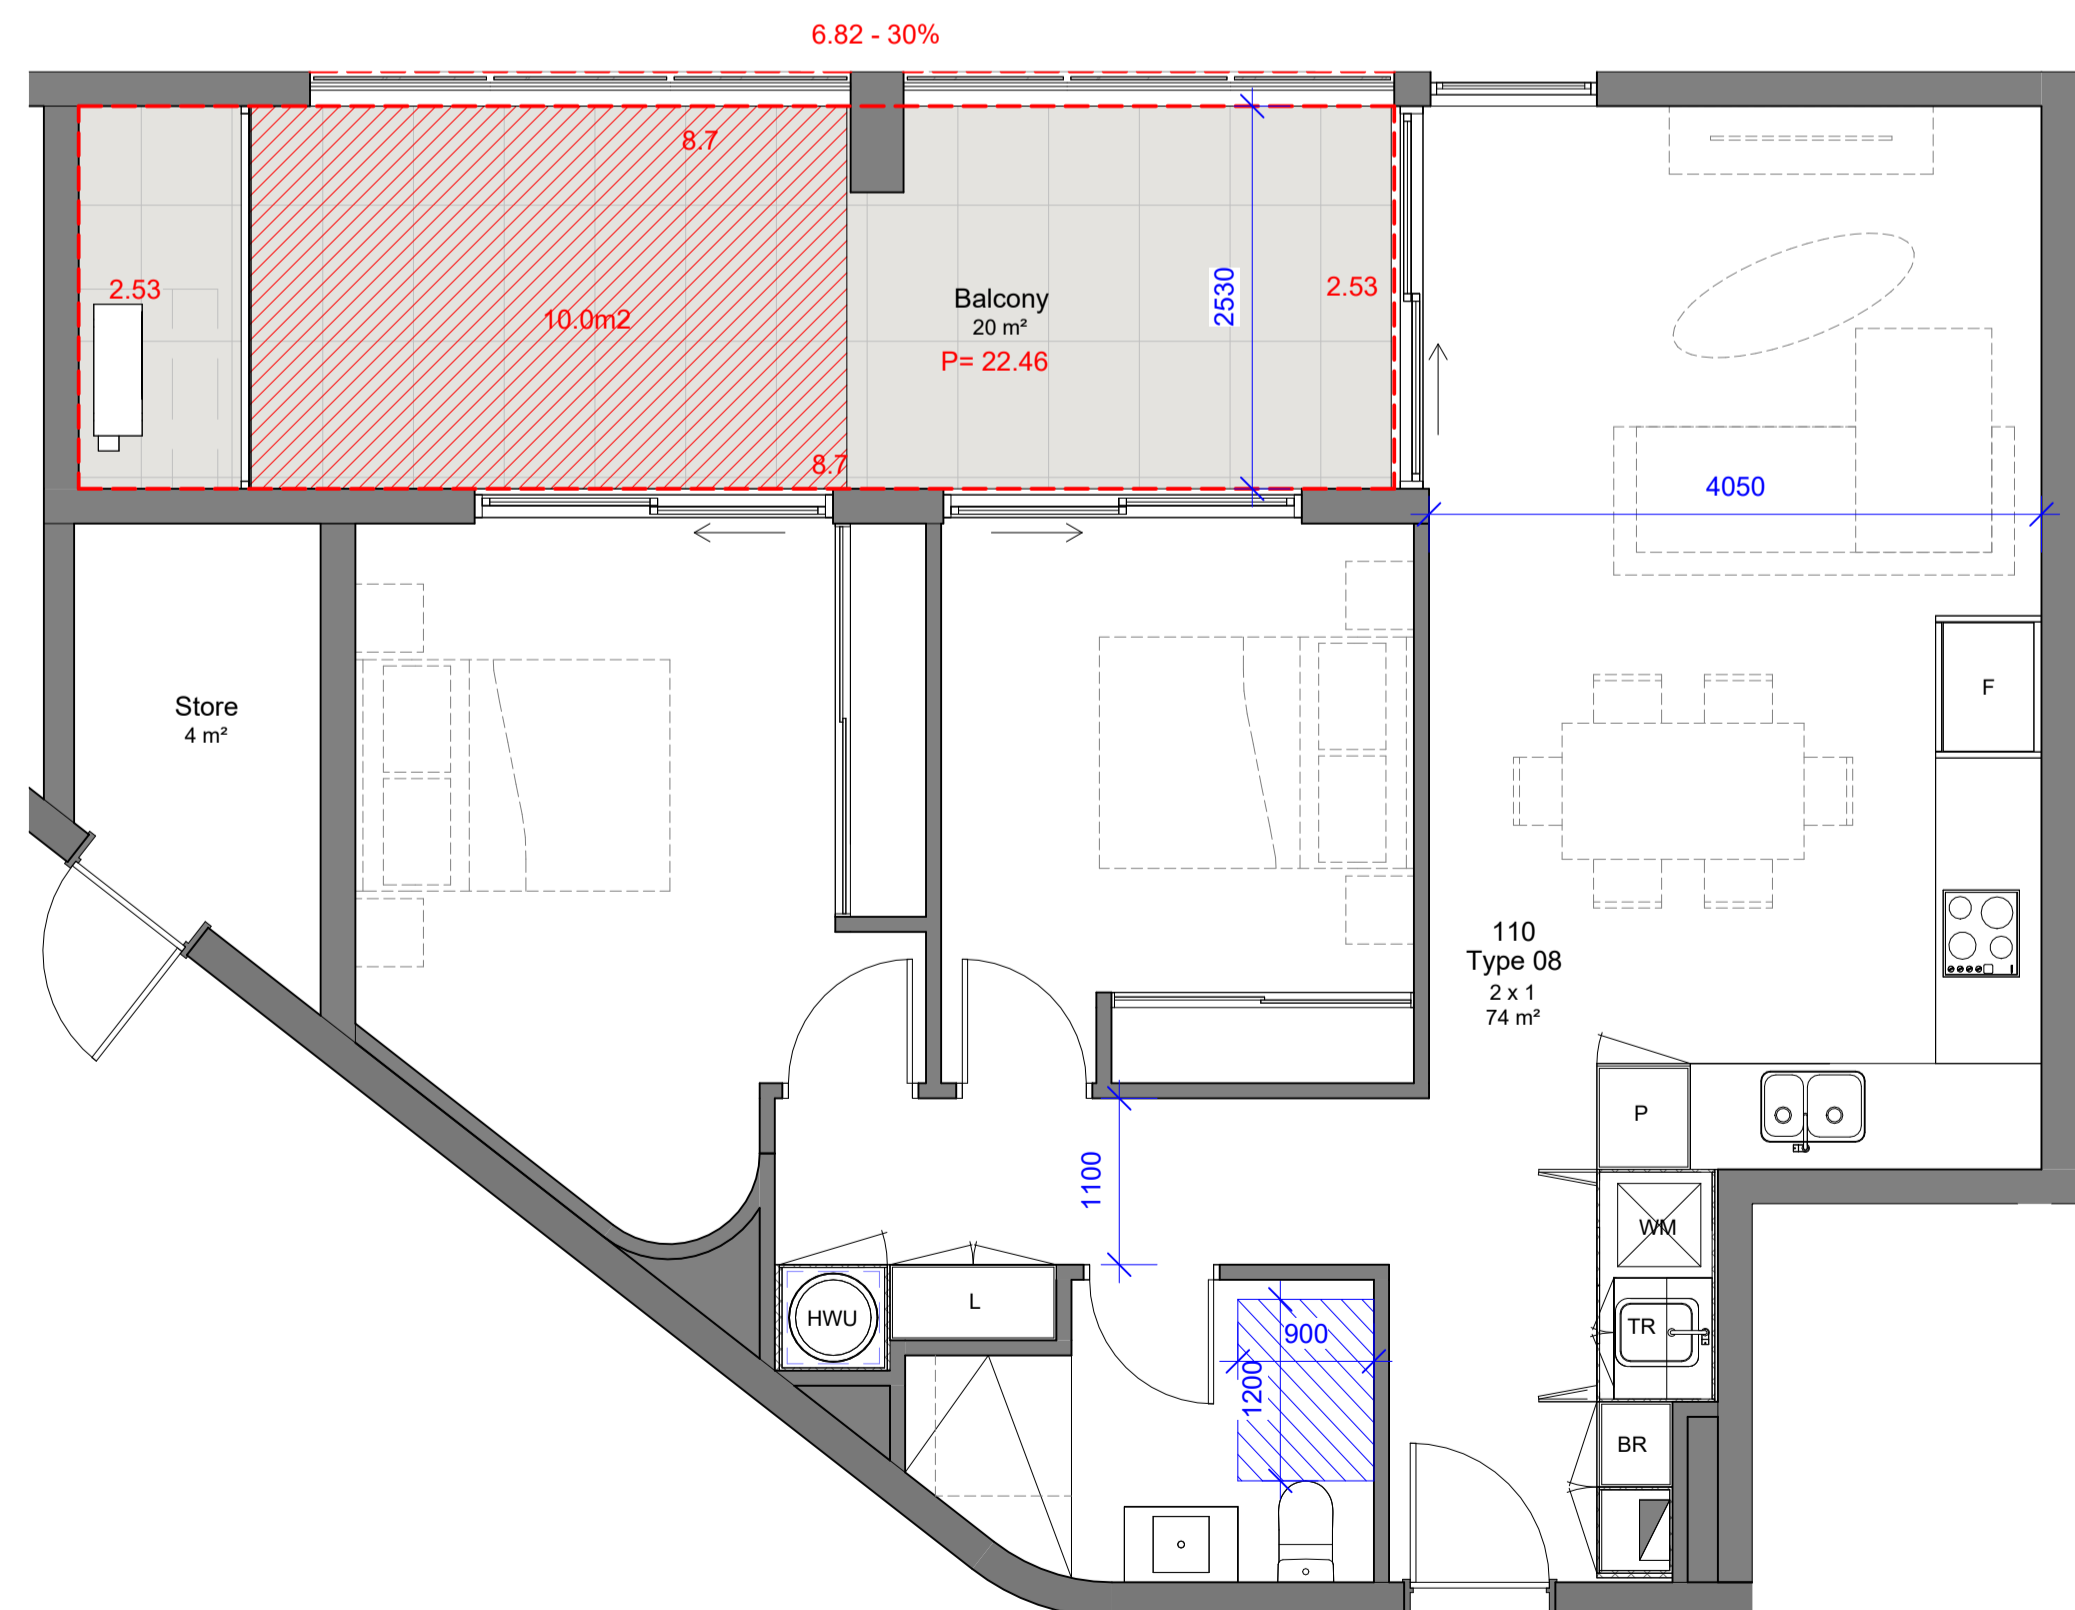 6.82 - 30%
8.7
2.53
10.0m2
Balcony
20 m²
P= 22.46
2530
2.53
8.7
4050
Store
4 m²
F
110
Type 08
2 x 1
74 m²
P
1100
WM
HWU
L
900
1200
TR
BR